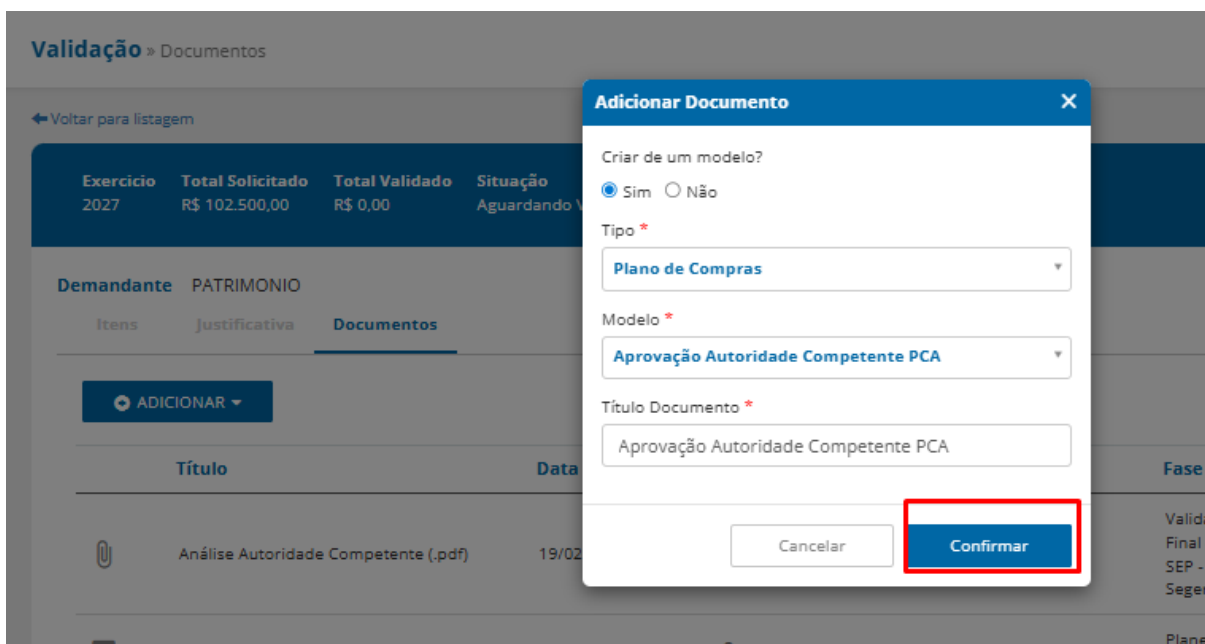 Validação » Documentos
Voltar para listagem
Exercicio Total Solicitado Total Validado Situação
2027 R$ 102.500,00 R$ 0,00 Aguardando
Demandante PATRIMONIO
Itens Justificativa Documentos
ADICIONAR
Título Data Fase
Análise Autoridade Competente (.pdf) 19/02
Final
SEP -
Adicionar Documento ×
Criar de um modelo?
Sim Não
Tipo *
Plano de Compras
Modelo *
Aprovação Autoridade Competente PCA
Título Documento *
Aprovação Autoridade Competente PCA
Cancelar Confirmar